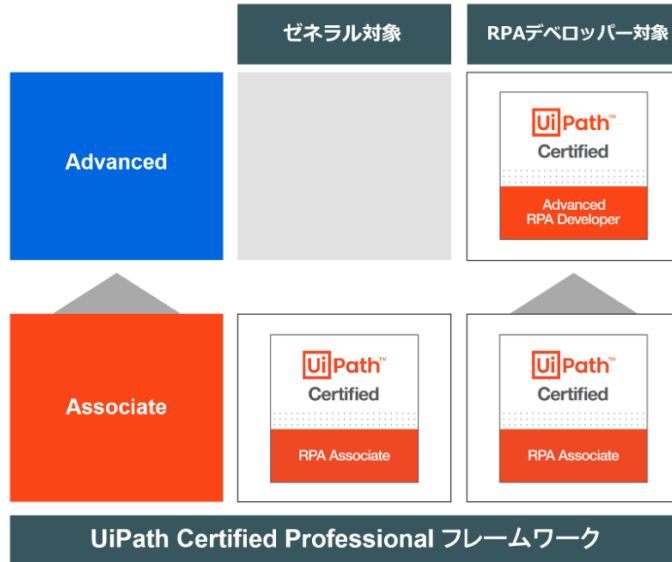 ゼネラル対象
RPAデベロッパー対象
Advanced
UiPath™
Certified
Advanced
RPA Developer
Associate
UiPath™
Certified
RPA Associate
UiPath™
Certified
RPA Associate
UiPath Certified Professional フレームワーク